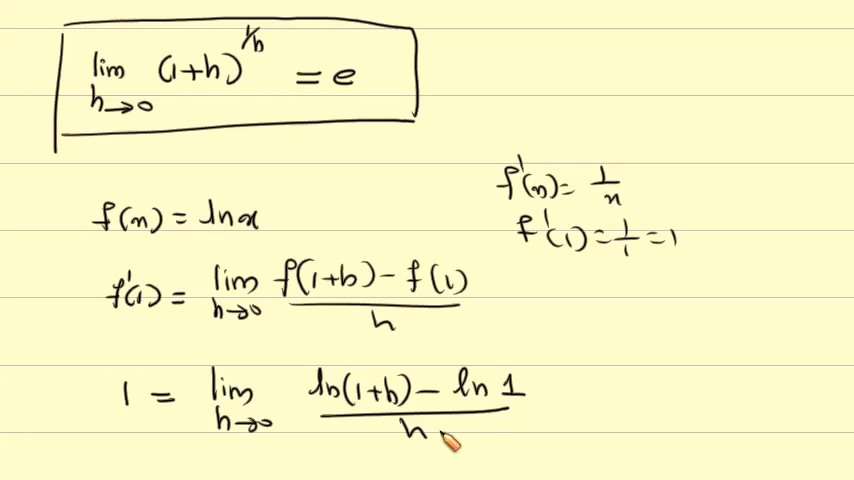 lim h→0 (1+h)^1/h = e
f'(x) = 1/x
f(x) = ln x
f'(1) = 1/1 = 1
f'(1) = lim h→0 f(1+h) - f(1) / h
1 = lim h→0 ln(1+h) - ln 1 / h